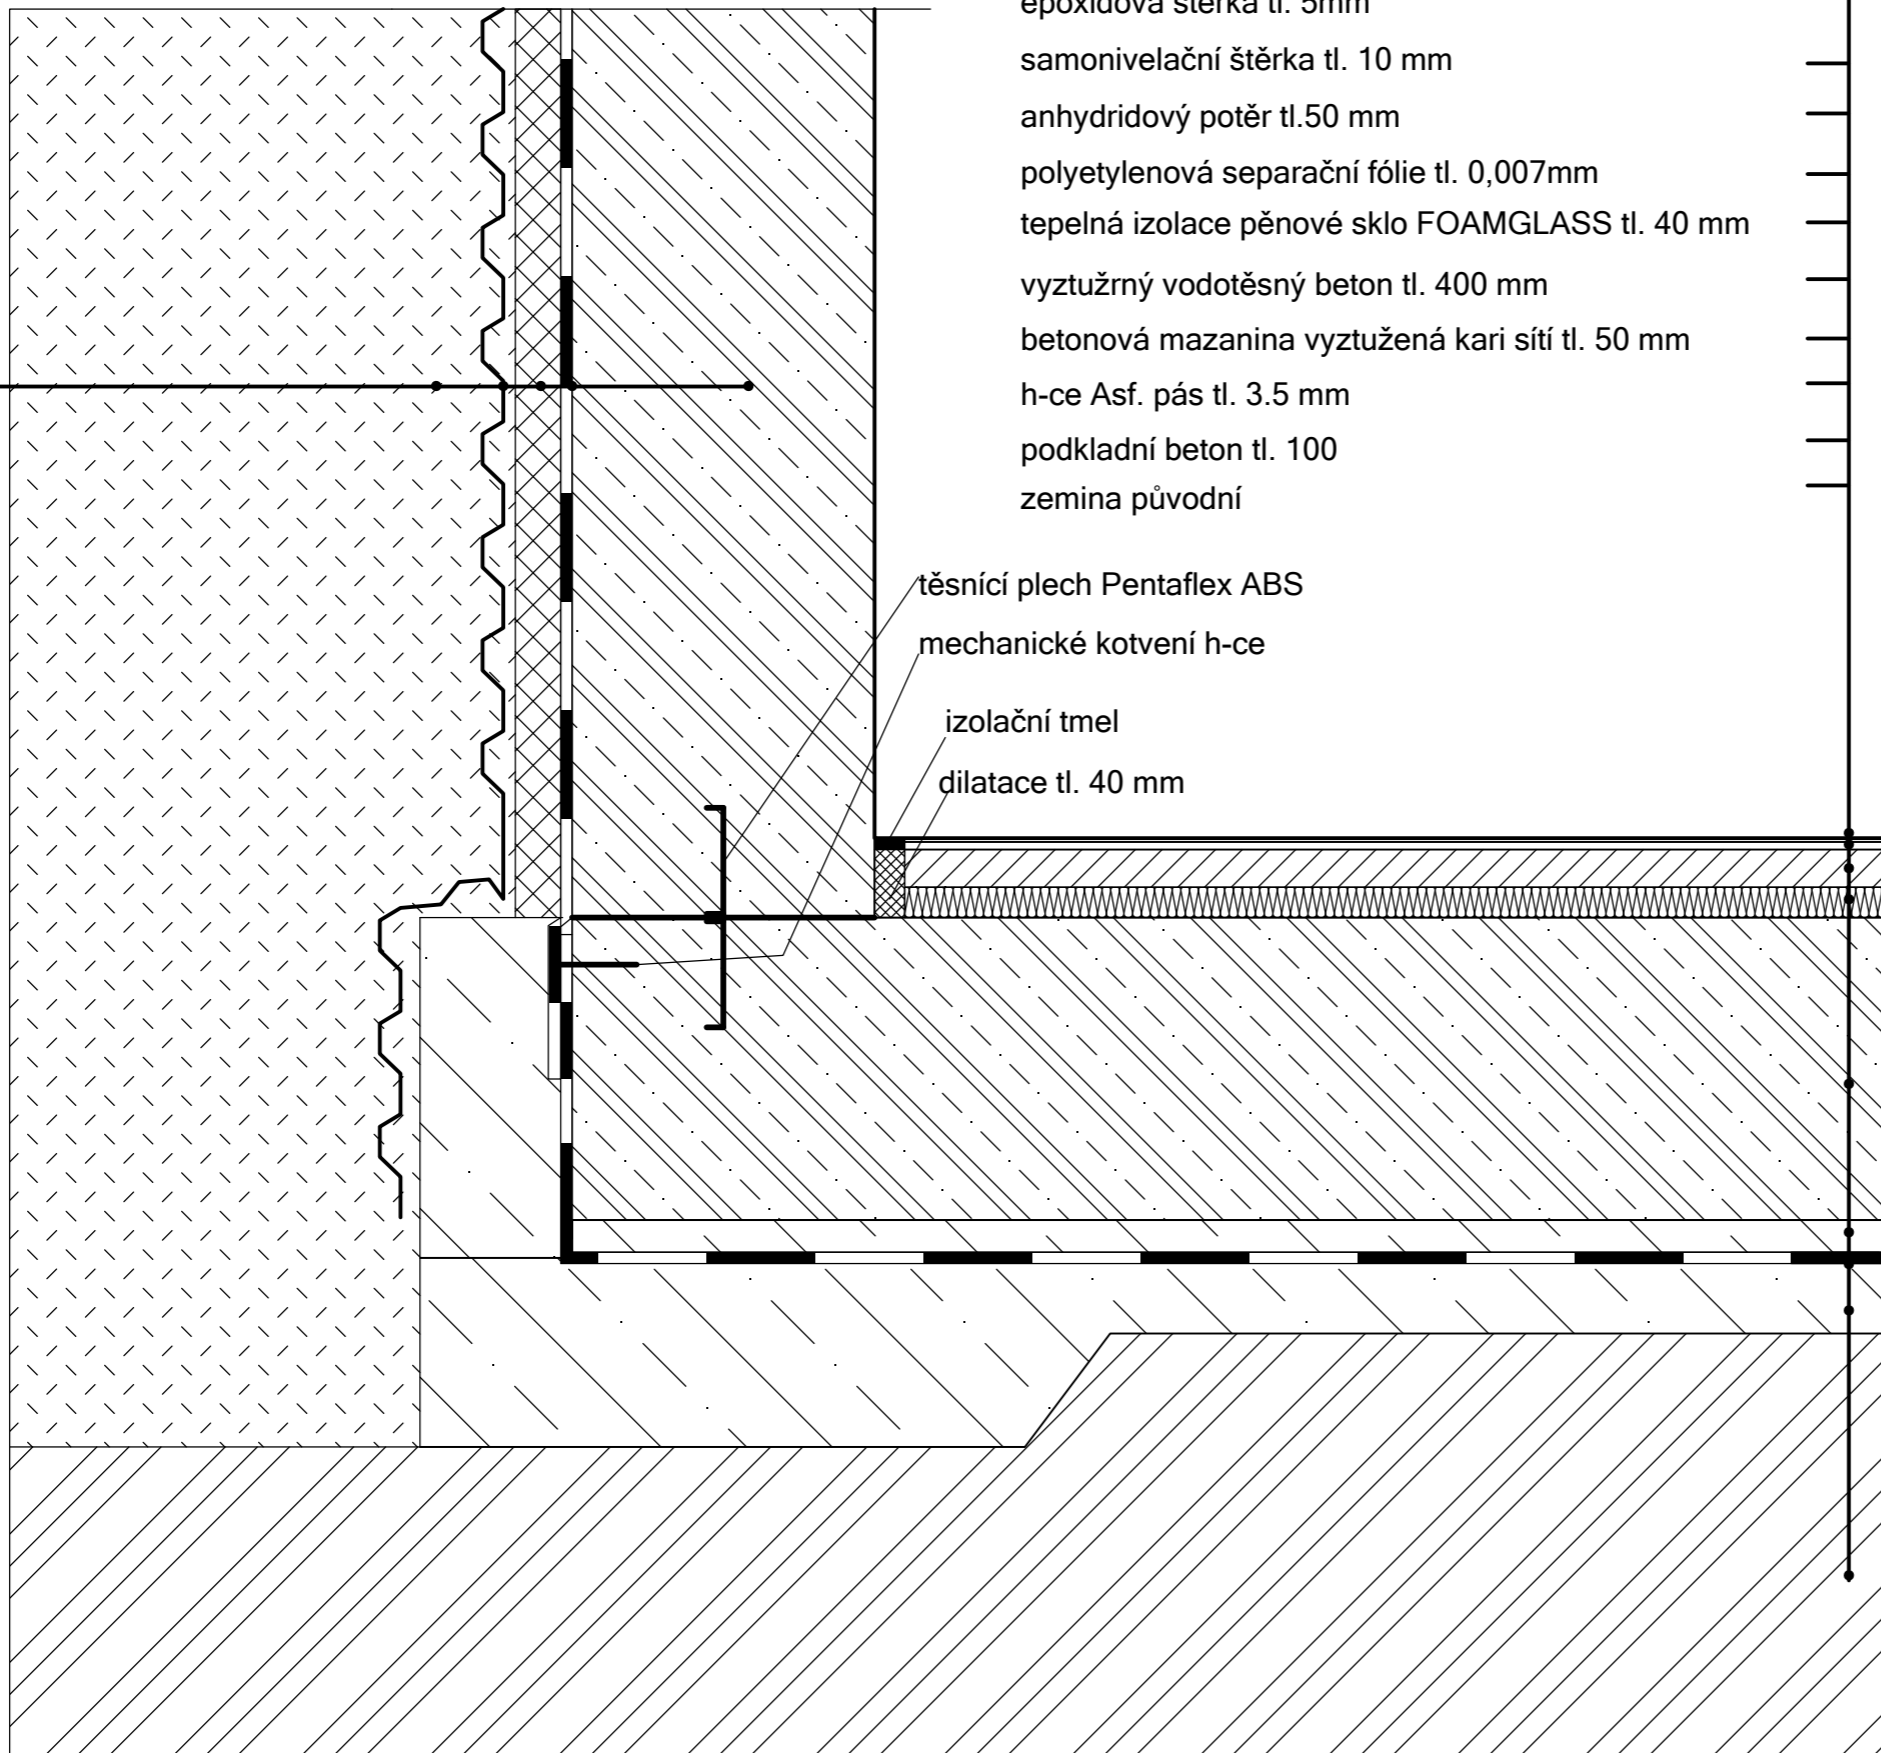 epoxidová stěrka tl. 5mm
samonivelační štěrka tl. 10 mm
anhydridový potěr tl.50 mm
polyetylenová separační fólie tl. 0,007mm
tepelná izolace pěnové sklo FOAMGLASS tl. 40 mm
vyztužrný vodotěsný beton tl. 400 mm
betonová mazanina vyztužená kari sítí tl. 50 mm
h-ce Asf. pás tl. 3.5 mm
podkladní beton tl. 100
zemina původní
těsnící plech Pentaflex ABS
mechanické kotvení h-ce
izolační tmel
dilatace tl. 40 mm